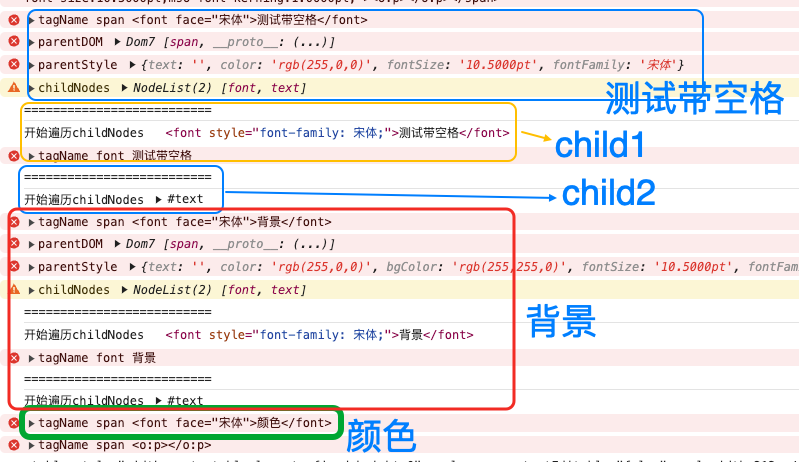 font-size:10.5000pt;mso-font-kerning:1.0000pt;"><o:p></o:p></span>
tagName span <font face="宋体">测试带空格</font>
parentDOM ▶ Dom7 [span, __proto__: (...)]
parentStyle ▶ {text: '', color: 'rgb(255,0,0)', fontSize: '10.5000pt', fontFamily: '宋体'}
childNodes ▶ NodeList(2) [font, text]
测试带空格
==========================
开始遍历childNodes <font style="font-family: 宋体;">测试带空格</font>
child1
tagName font 测试带空格
==========================
child2
开始遍历childNodes ▶ #text
tagName span <font face="宋体">背景</font>
parentDOM ▶ Dom7 [span, __proto__: (...)]
parentStyle ▶ {text: '', color: 'rgb(255,0,0)', bgColor: 'rgb(255,255,0)', fontSize: '10.5000pt', fontFam
childNodes ▶ NodeList(2) [font, text]
==========================
背景
开始遍历childNodes <font style="font-family: 宋体;">背景</font>
tagName font 背景
==========================
开始遍历childNodes ▶ #text
tagName span <font face="宋体">颜色</font>
颜色
tagName span <o:p></o:p>